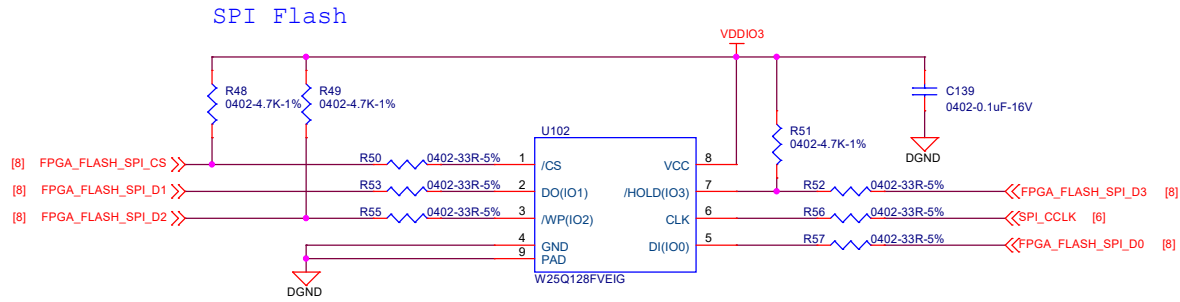 SPI Flash
VDDIO3
R48
0402-4.7K-1%
R49
0402-4.7K-1%
C139
0402-0.1uF-16V
R51
0402-4.7K-1%
DGND
U102
[8] FPGA_FLASH_SPI_CS R50 0402-33R-5% 1 /CS VCC 8
[8] FPGA_FLASH_SPI_D1 R53 0402-33R-5% 2 DO(IO1) /HOLD(IO3) 7 R52 0402-33R-5% FPGA_FLASH_SPI_D3 [8]
[8] FPGA_FLASH_SPI_D2 R55 0402-33R-5% 3 /WP(IO2) CLK 6 R56 0402-33R-5% SPI_CCLK [6]
4 GND DI(IO0) 5 R57 0402-33R-5% FPGA_FLASH_SPI_D0 [8]
9 PAD
W25Q128FVEIG
DGND